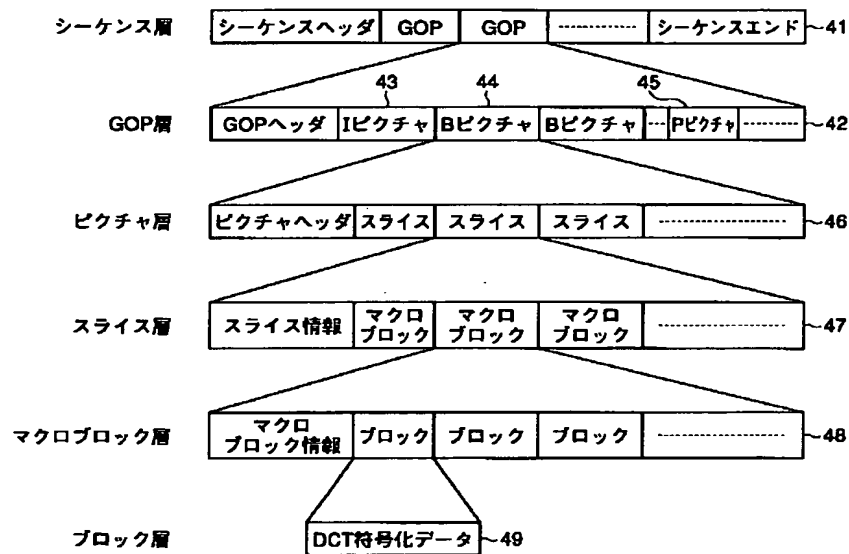 シーケンス層 シーケンスヘッダ GOP GOP シーケンスエンド 41
43 44 45
GOP層 GOPヘッダ Iピクチャ Bピクチャ Bピクチャ Pピクチャ 42
ピクチャ層 ピクチャヘッダ スライス スライス スライス 46
スライス層 スライス情報 マクロ ブロック マクロ ブロック マクロ ブロック 47
マクロブロック層 マクロ ブロック情報 ブロック ブロック ブロック 48
ブロック層 DCT符号化データ 49